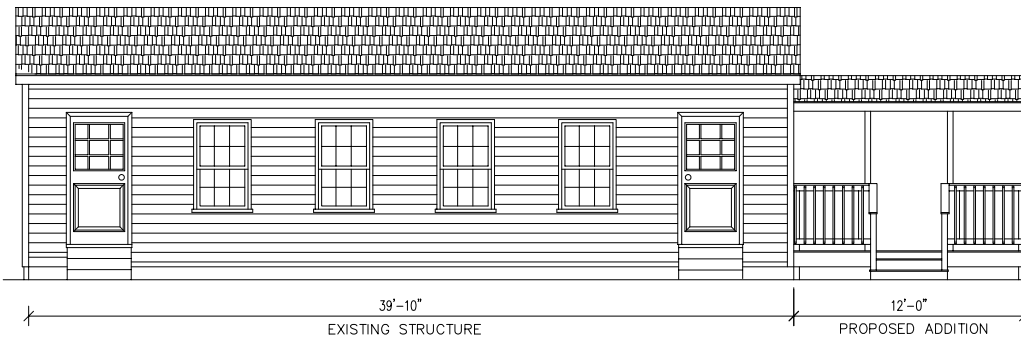 39'-10"
EXISTING STRUCTURE
12'-0"
PROPOSED ADDITION